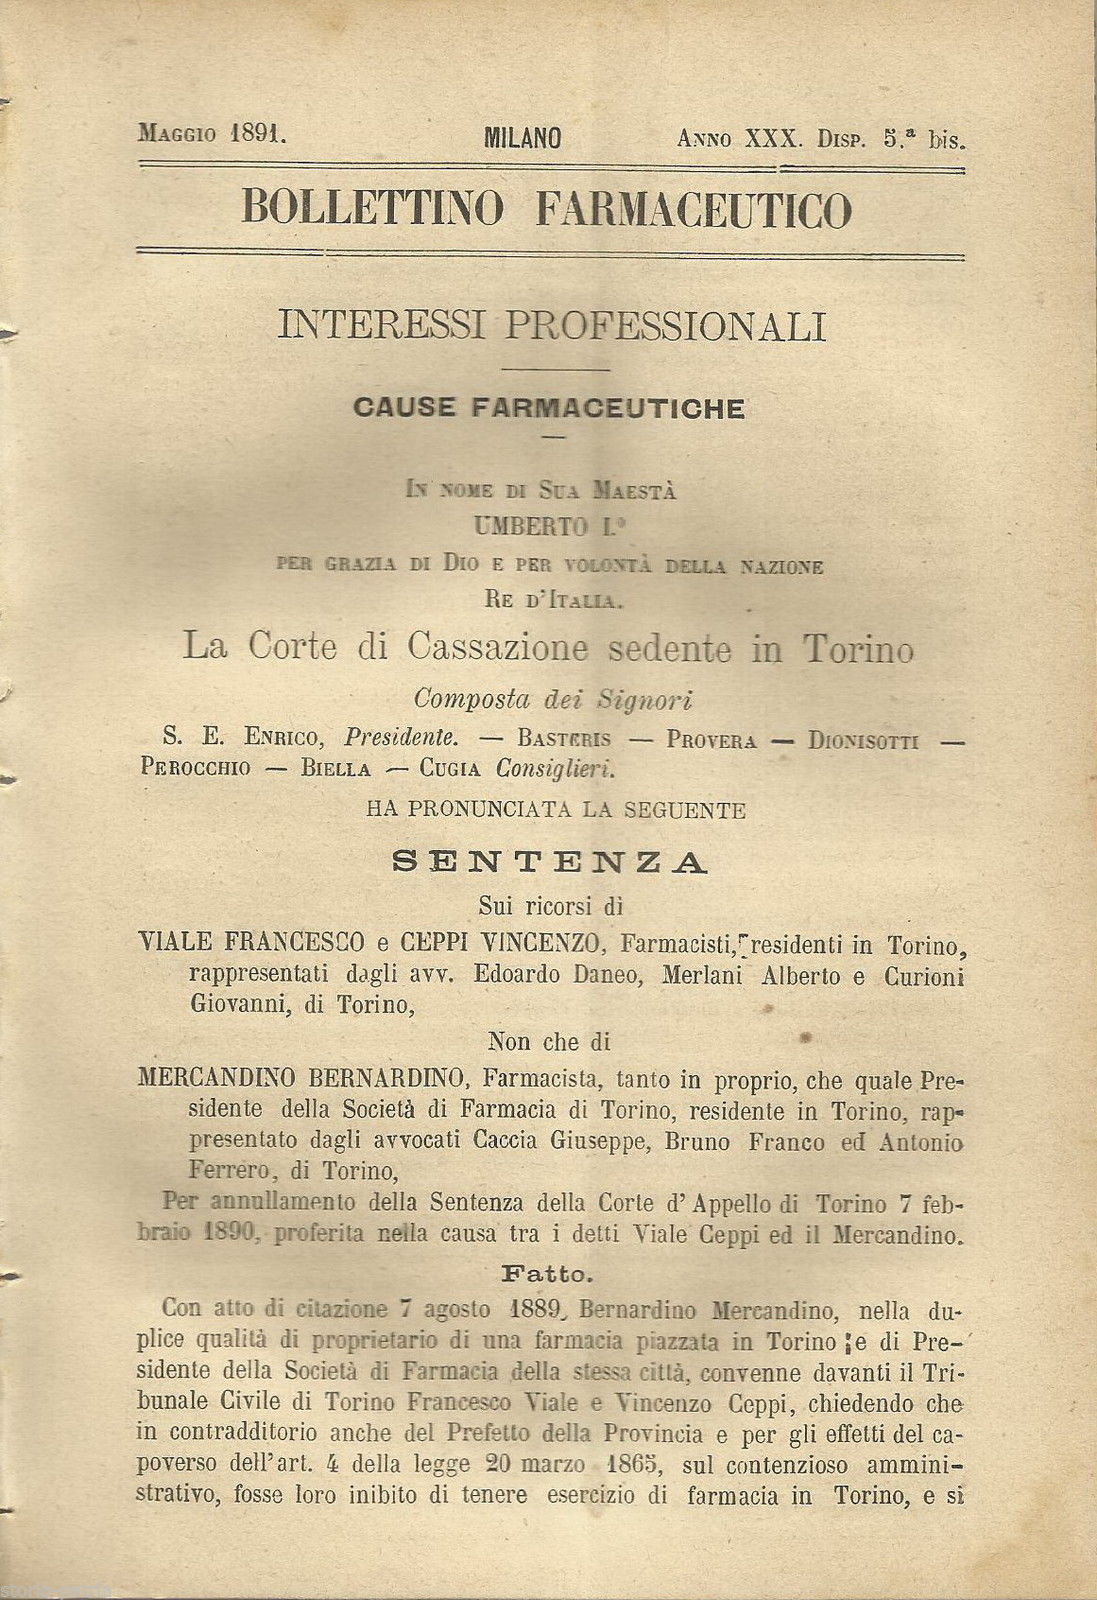 MAGGIO 1891.
MILANO
ANNO XXX. DISP. 5.ª bis.
BOLLETTINO FARMACEUTICO
INTERESSI PROFESSIONALI
CAUSE FARMACEUTICHE
IN NOME DI SUA MAESTÀ
UMBERTO I.º
PER GRAZIA DI DIO E PER VOLONTÀ DELLA NAZIONE
RE D'ITALIA.
La Corte di Cassazione sedente in Torino
Composta dei Signori
S. E. ENRICO, Presidente. — BASTERIS — PROVERA — DIONISOTTI —
PEROCCHIO — BIELLA — CUGIA Consiglieri.
HA PRONUNCIATA LA SEGUENTE
SENTENZA
Sui ricorsi di
VIALE FRANCESCO e CEPPI VINCENZO, Farmacisti, residenti in Torino,
rappresentati dagli avv. Edoardo Daneo, Merlani Alberto e Curioni
Giovanni, di Torino,
Non che di
MERCANDINO BERNARDINO, Farmacista, tanto in proprio, che quale Pre-
sidente della Società di Farmacia di Torino, residente in Torino, rap-
presentato dagli avvocati Caccia Giuseppe, Bruno Franco ed Antonio
Ferrero, di Torino,
Per annullamento della Sentenza della Corte d'Appello di Torino 7 feb-
braio 1890, proferita nella causa tra i detti Viale Ceppi ed il Mercandino.
Fatto.
Con atto di citazione 7 agosto 1889, Bernardino Mercandino, nella du-
plice qualità di proprietario di una farmacia piazzata in Torino e di Pre-
sidente della Società di Farmacia della stessa città, convenne davanti il Tri-
bunale Civile di Torino Francesco Viale e Vincenzo Ceppi, chiedendo che
in contradditorio anche del Prefetto della Provincia e per gli effetti del ca-
poverso dell'art. 4 della legge 20 marzo 1865, sul contenzioso ammini-
strativo, fosse loro inibito di tenere esercizio di farmacia in Torino, e si